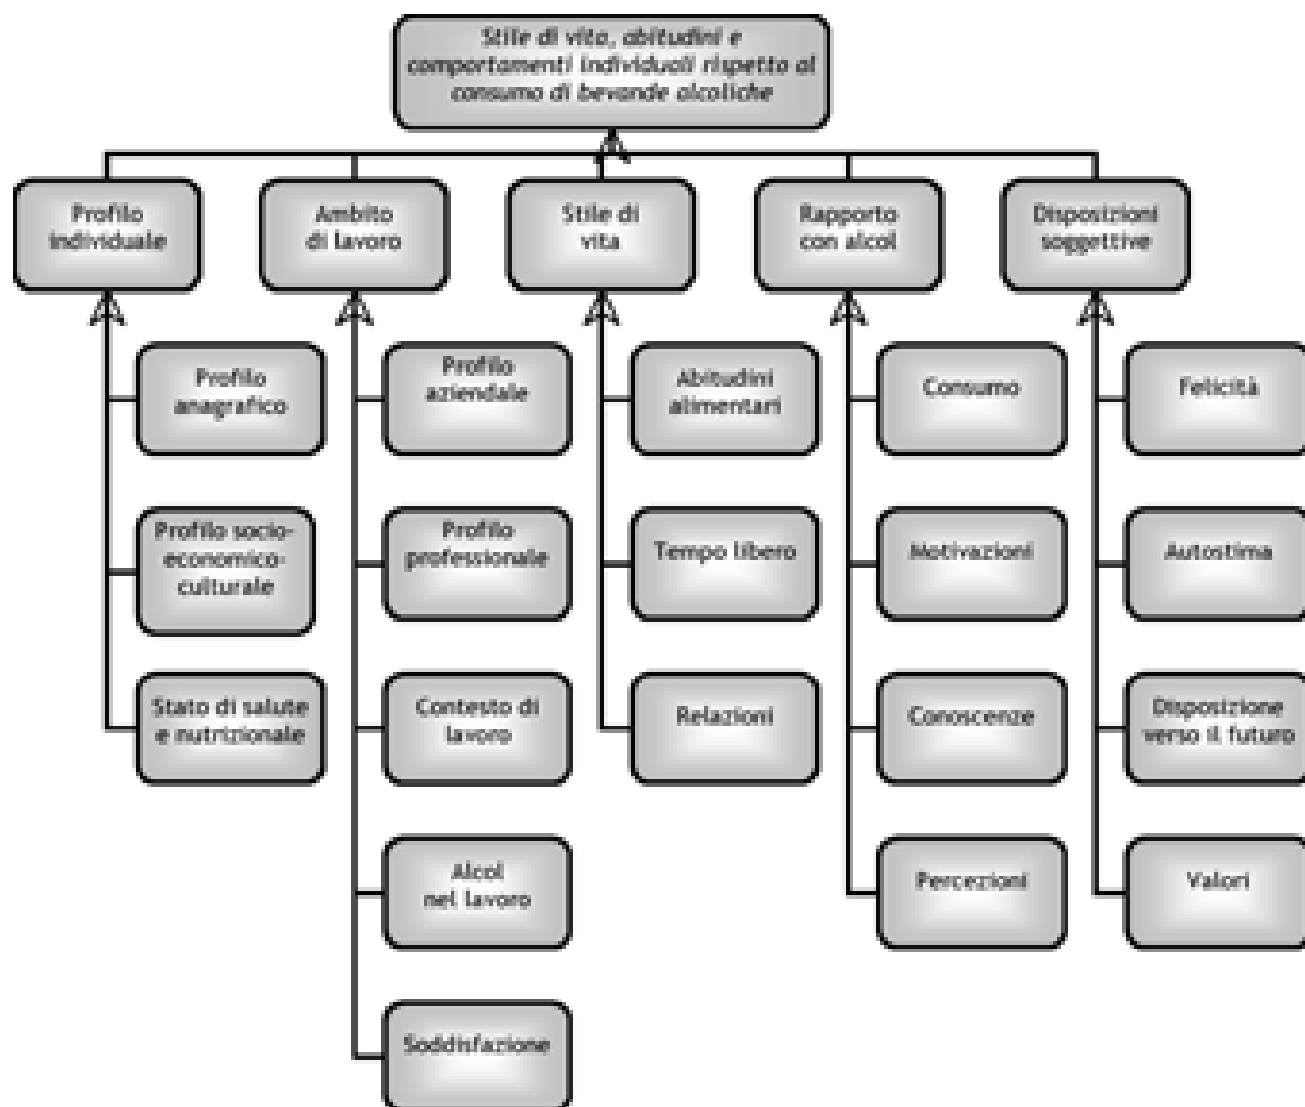 Stile di vita, abitudini e
comportamenti individuali rispetto al
consumo di bevande alcoliche
Profilo
individuale
Ambito
di lavoro
Stile di
vita
Rapporto
con alcol
Disposizioni
soggettive
Profilo
anagrafico
Profilo socio-
economico-
culturale
Stato di salute
e nutrizionale
Profilo
aziendale
Profilo
professionale
Contesto di
lavoro
Alcol
nel lavoro
Soddisfazione
Abitudini
alimentari
Tempo libero
Relazioni
Consumo
Motivazioni
Conoscenze
Percezioni
Felicità
Autostima
Disposizione
verso il futuro
Valori